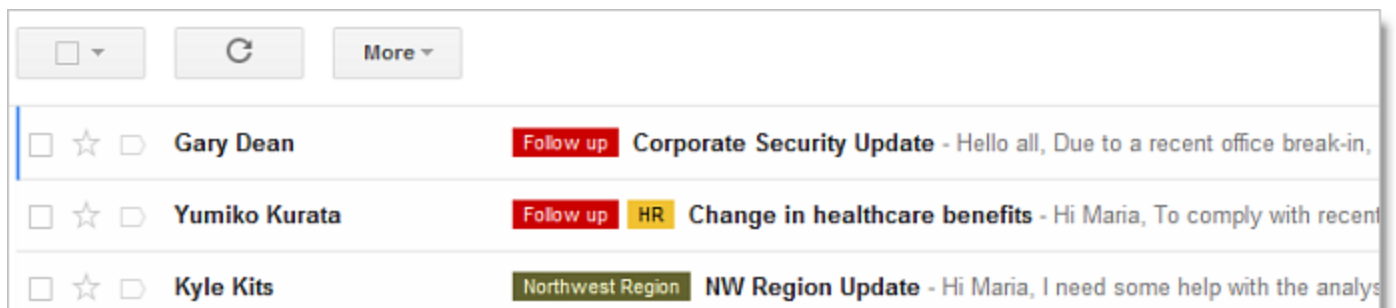 More
Gary Dean Follow up Corporate Security Update - Hello all, Due to a recent office break-in,
Yumiko Kurata Follow up HR Change in healthcare benefits - Hi Maria, To comply with recent
Kyle Kits Northwest Region NW Region Update - Hi Maria, I need some help with the analys